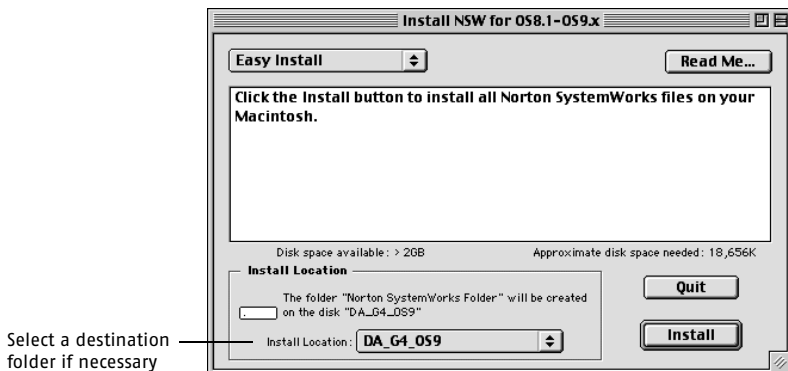 Install NSW for OS8.1-OS9.x
Easy Install
Read Me...
Click the Install button to install all Norton SystemWorks files on your
Macintosh.
Disk space available: > 2GB
Approximate disk space needed: 18,656K
Install Location
The folder "Norton SystemWorks Folder" will be created
on the disk "DA_G4_OS9"
Quit
Install Location: DA_G4_OS9
Install
Select a destination
folder if necessary